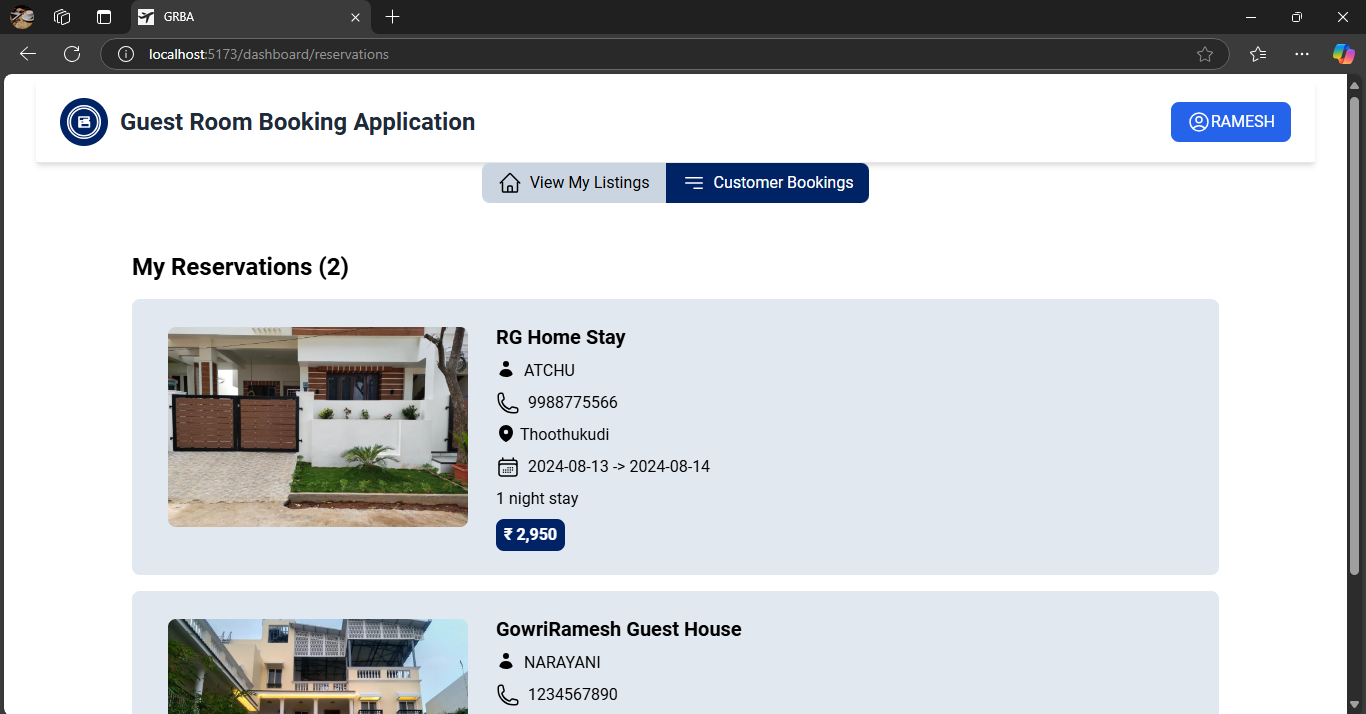 GRBA
localhost:5173/dashboard/reservations
Guest Room Booking Application
RAMESH
View My Listings
Customer Bookings
My Reservations (2)
RG Home Stay
ATCHU
9988775566
Thoothukudi
2024-08-13 -> 2024-08-14
1 night stay
₹ 2,950
GowriRamesh Guest House
NARAYANI
1234567890